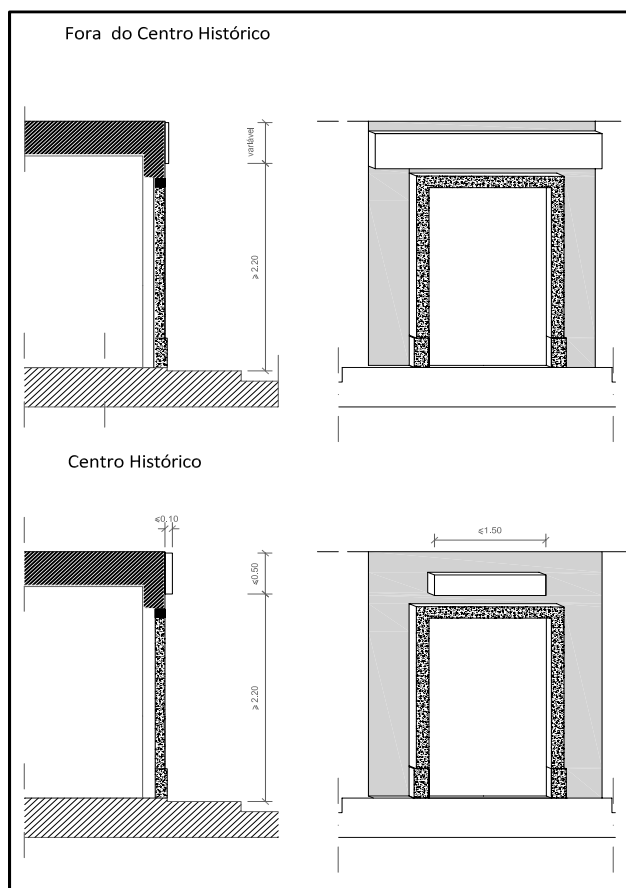 Fora do Centro Histórico
variável
≥2.20
Centro Histórico
≤0.10
≤1.50
≤0.50
≥2.20